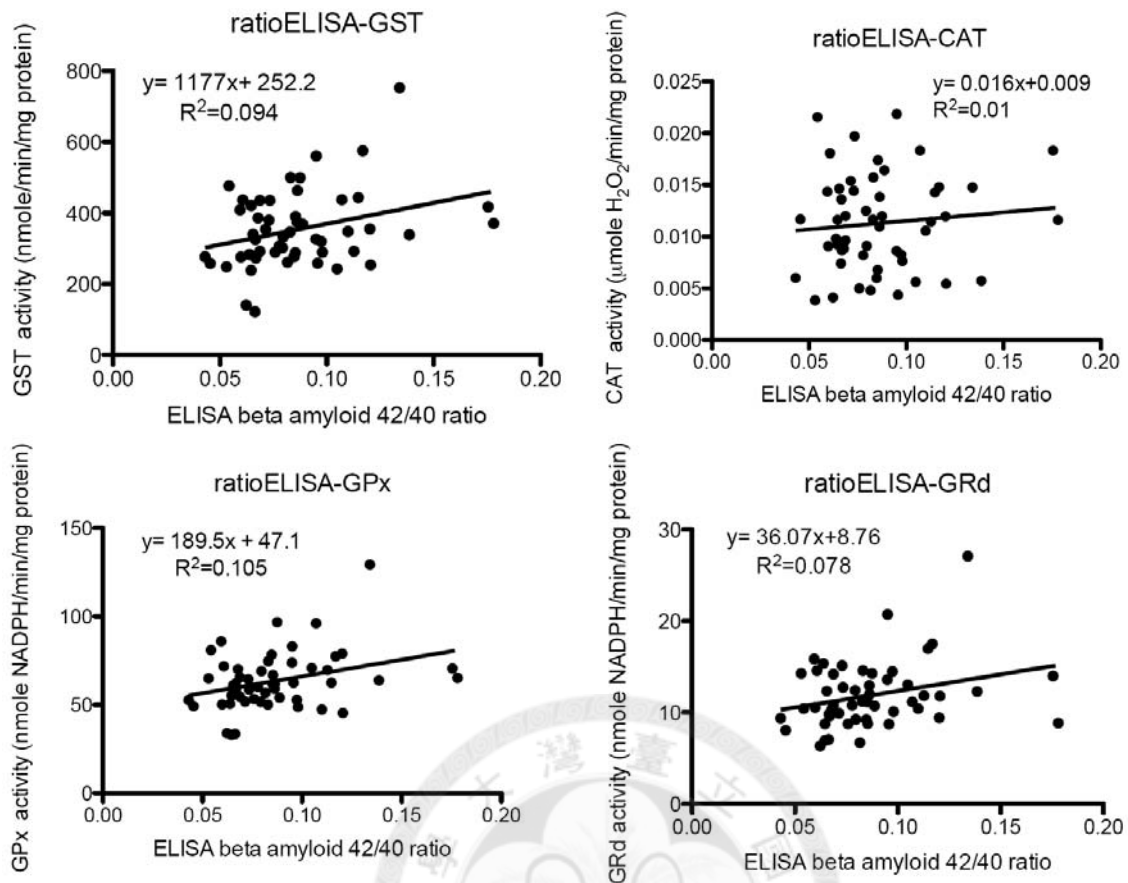 ratioELISA-GST
y= 1177x+ 252.2
R²=0.094
GST activity (nmole/min/mg protein)
800
600
400
200
0
0.00 0.05 0.10 0.15 0.20
ELISA beta amyloid 42/40 ratio
ratioELISA-CAT
y= 0.016x+0.009
R²=0.01
CAT activity (μmole H₂O₂/min/mg protein)
0.025
0.020
0.015
0.010
0.005
0.000
0.00 0.05 0.10 0.15 0.20
ELISA beta amyloid 42/40 ratio
ratioELISA-GPx
y= 189.5x + 47.1
R²=0.105
GPx activity (nmole NADPH/min/mg protein)
150
100
50
0
0.00 0.05 0.10 0.15 0.20
ELISA beta amyloid 42/40 ratio
ratioELISA-GRd
y= 36.07x+8.76
R²=0.078
GRd activity (nmole NADPH/min/mg protein)
30
20
10
0
0.00 0.05 0.10 0.15 0.20
ELISA beta amyloid 42/40 ratio
大灣臺立國